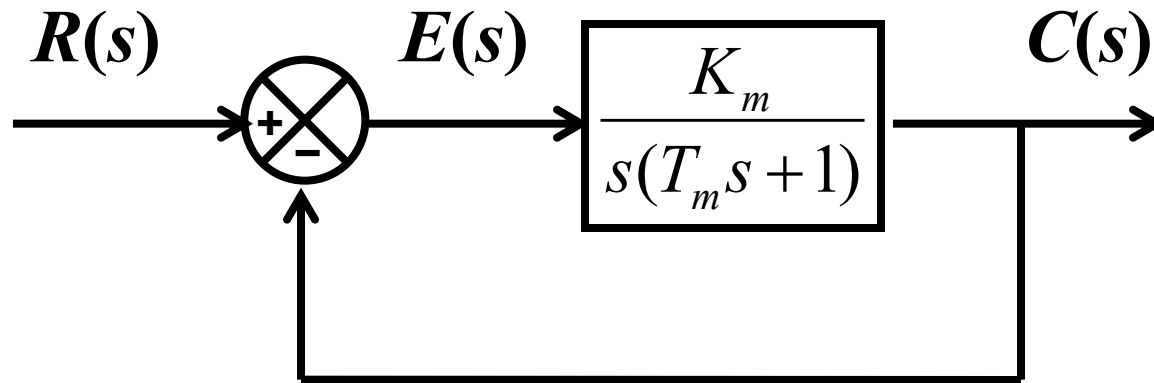 R(s)
E(s)
C(s)
+
−
K_m
s(T_m s + 1)